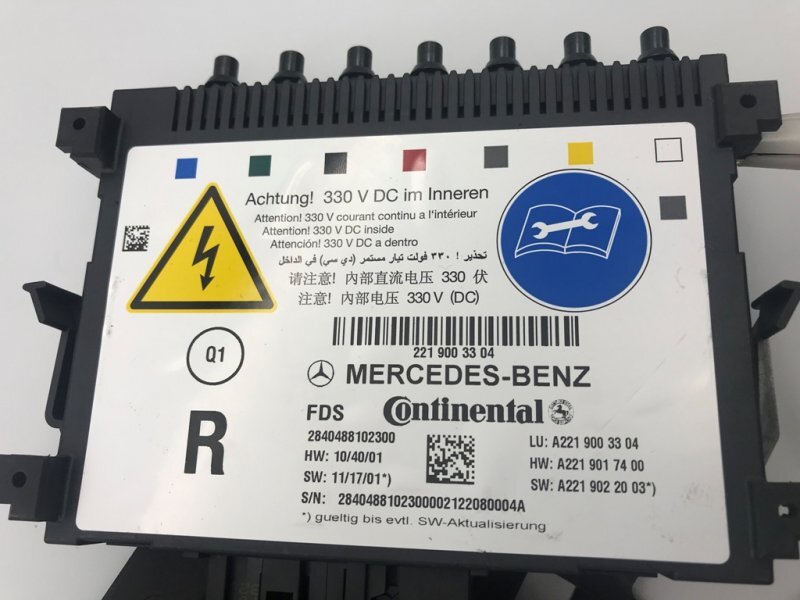 Achtung! 330 V DC im Inneren
Attention! 330 V courant continu a l'intérieur
Attention! 330 V DC inside
Atención! 330 V DC a dentro
تحذير ! ٣٣٠ فولت تيار مستمر (دي سي) في الداخل
请注意! 内部直流电压 330 伏
注意! 内部电压 330 V (DC)
Q1
R
221 900 33 04
MERCEDES-BENZ
FDS Continental
2840488102300
HW: 10/40/01
SW: 11/17/01*)
S/N: 2840488102300002122080004A
LU: A221 900 33 04
HW: A221 901 74 00
SW: A221 902 20 03*)
*) gueltig bis evtl. SW-Aktualisierung